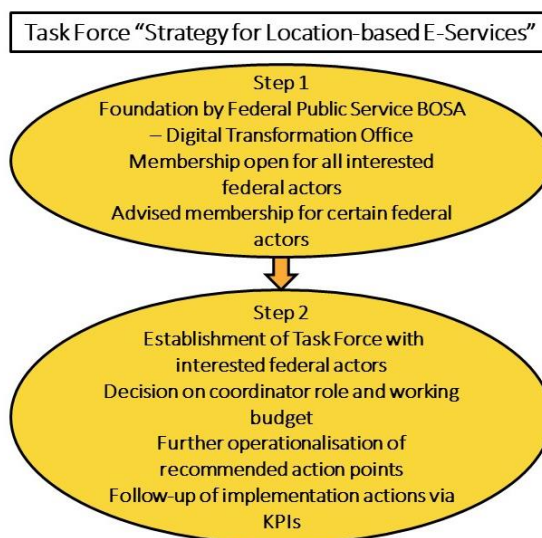 Task Force “Strategy for Location-based E-Services”
Step 1
Foundation by Federal Public Service BOSA
– Digital Transformation Office
Membership open for all interested
federal actors
Advised membership for certain federal
actors
Step 2
Establishment of Task Force with
interested federal actors
Decision on coordinator role and working
budget
Further operationalisation of
recommended action points
Follow-up of implementation actions via
KPIs